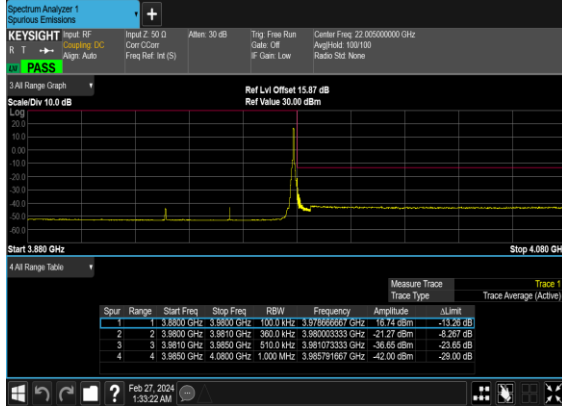 Spectrum Analyzer 1
Spurious Emissions
+
KEYSIGHT Input: RF Input Z: 50 Ω Atten: 30 dB Trig: Free Run Center Freq: 22.005000000 GHz
R T Coupling: DC Corr CCorr Gate: Off Avg|Hold: 100/100
Align: Auto Freq Ref: Int (S) IF Gain: Low Radio Std: None
PASS
3 All Range Graph Ref Lvl Offset 15.87 dB
Scale/Div 10.0 dB Ref Value 30.00 dBm
Log
20.0
10.0
0.00
-10.0
-20.0
-30.0
-40.0
-50.0
-60.0
Start 3.880 GHz Stop 4.080 GH
4 All Range Table
Measure Trace Trace 1
Trace Type Trace Average (Active)
Spur Range Start Freq Stop Freq RBW Frequency Amplitude ΔLimit
1 1 3.8800 GHz 3.9800 GHz 100.0 kHz 3.978666667 GHz 16.74 dBm -13.26 dB
2 2 3.9800 GHz 3.9810 GHz 360.0 kHz 3.980003333 GHz -21.27 dBm -8.267 dB
3 3 3.9810 GHz 3.9850 GHz 510.0 kHz 3.981073333 GHz -36.65 dBm -23.65 dB
4 4 3.9850 GHz 4.0800 GHz 1.000 MHz 3.985791667 GHz -42.00 dBm -29.00 dB
? Feb 27, 2024
1:33:22 AM